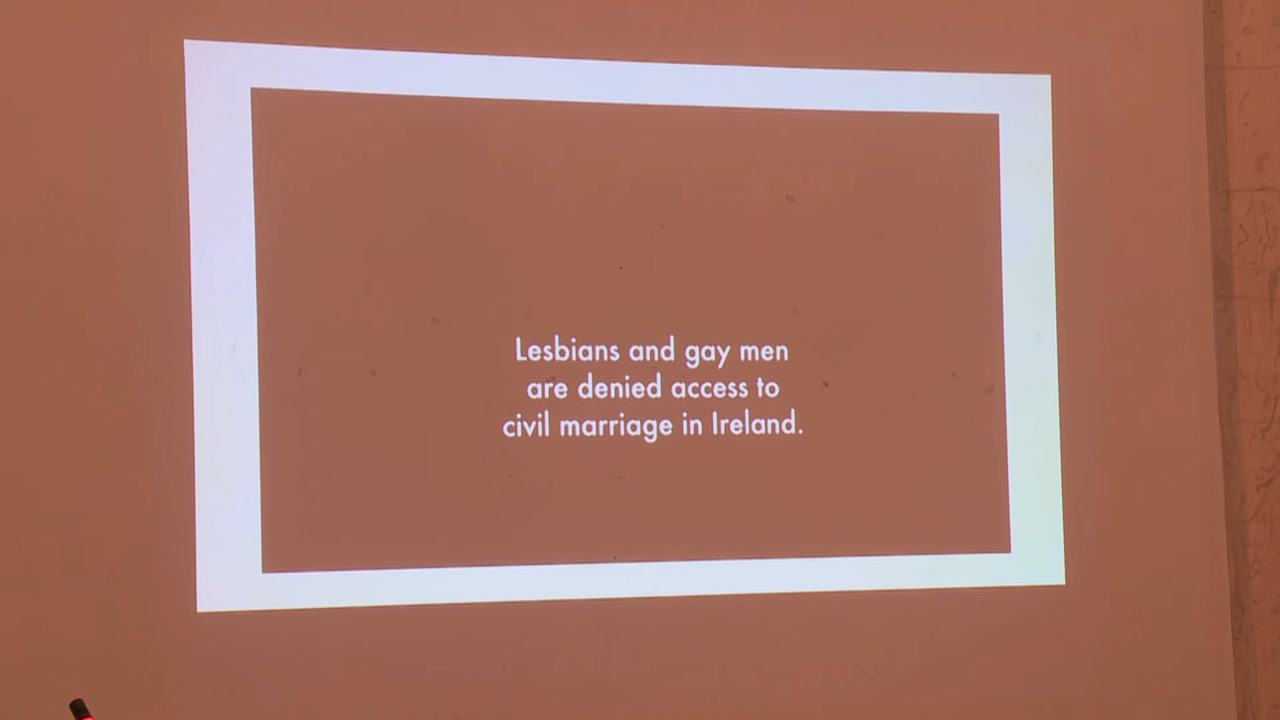 Lesbians and gay men
are denied access to
civil marriage in Ireland.